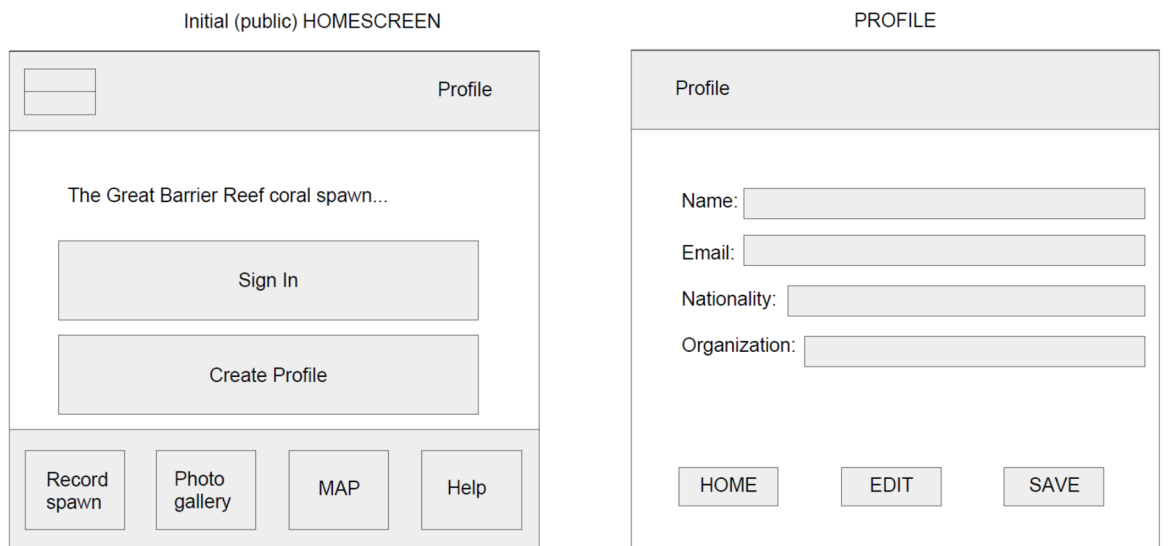 Initial (public) HOMESCREEN
Profile
The Great Barrier Reef coral spawn...
Sign In
Create Profile
Record
spawn
Photo
gallery
MAP
Help
PROFILE
Profile
Name:
Email:
Nationality:
Organization:
HOME
EDIT
SAVE